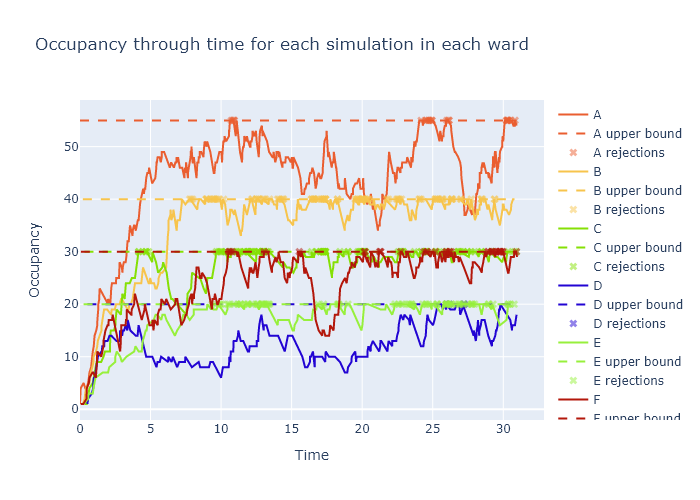 Occupancy through time for each simulation in each ward
Occupancy
50
40
30
20
10
0
0 5 10 15 20 25 30
Time
A
A upper bound
A rejections
B
B upper bound
B rejections
C
C upper bound
C rejections
D
D upper bound
D rejections
E
E upper bound
E rejections
F
F upper bound